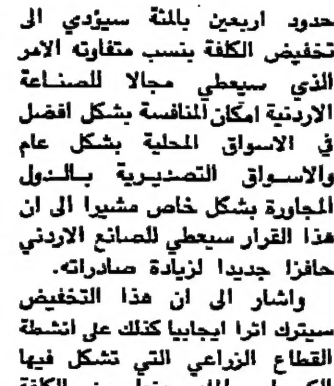 حدود اربعين بالمئة سيؤدي الى
تخفيض الكلفة بنسب متفاوته الامر
الذي سيعطي مجالا للصناعة
الاردنية امكان المنافسة بشكل افضل
في الاسواق المحلية بشكل عام
والاسواق التصديرية بالدول
المجاورة بشكل خاص مشيرا الى ان
هذا القرار سيعطي للصانع الاردني
حافزا جديدا لزيادة صادراته.
واشار الى ان هذا التخفيض
سيترك اثرا ايجابيا كذلك على انشطة
القطاع الزراعي التي تشكل فيها
الكلفة